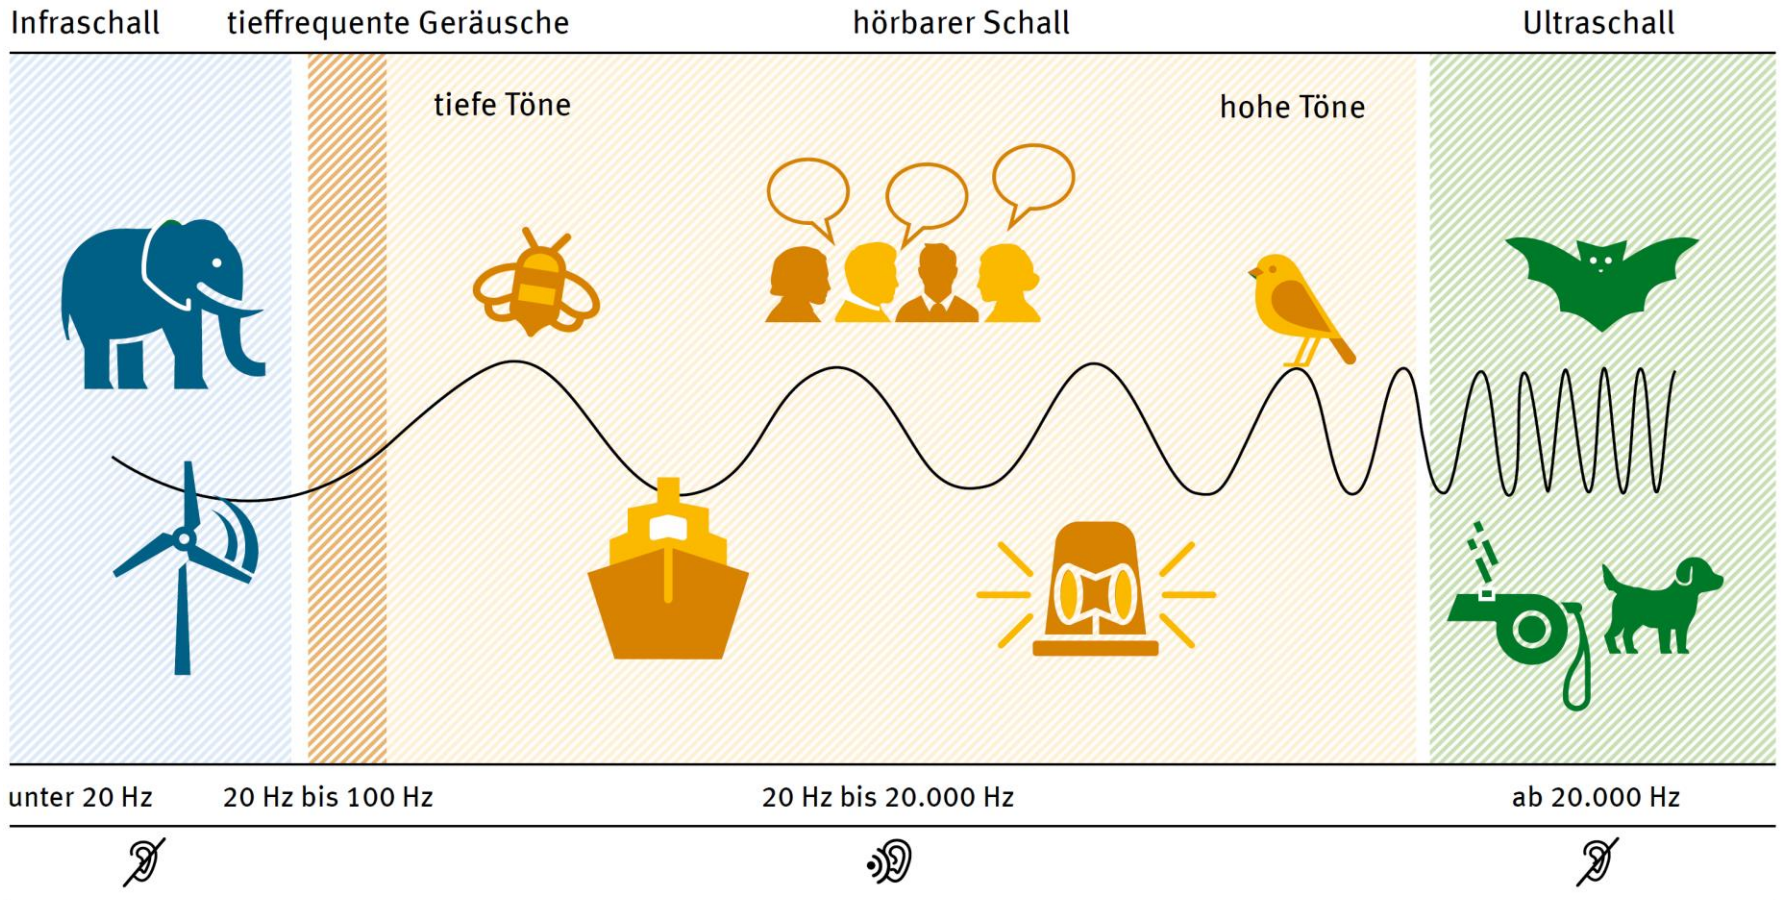 Infraschall
tieffrequente Geräusche
hörbarer Schall
Ultraschall
tiefe Töne
hohe Töne
unter 20 Hz
20 Hz bis 100 Hz
20 Hz bis 20.000 Hz
ab 20.000 Hz